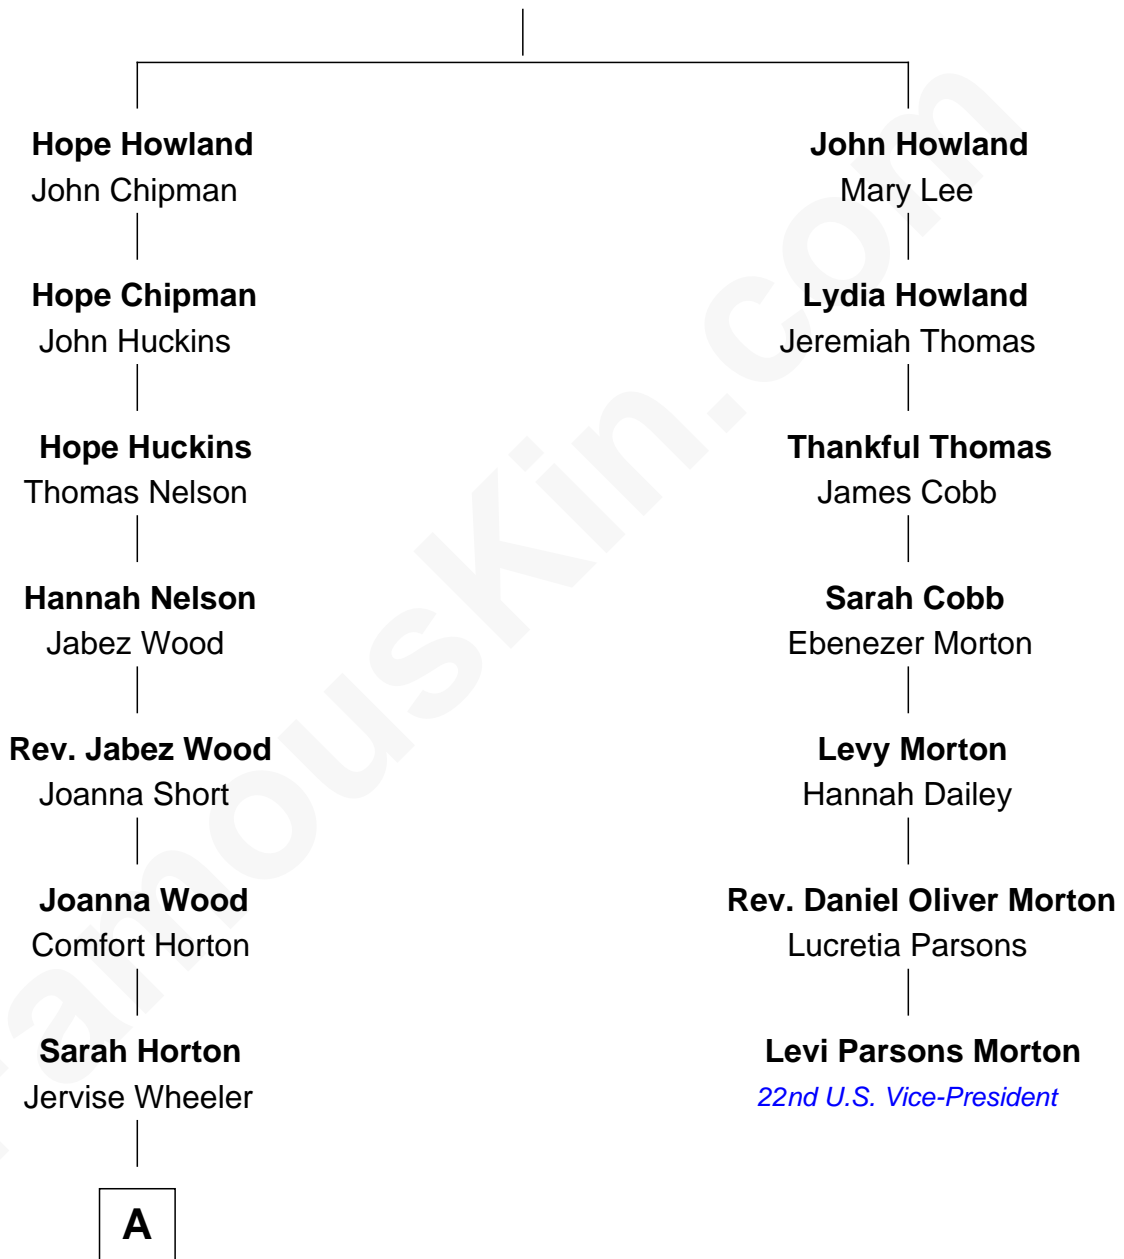 Hope Howland
John Chipman
John Howland
Mary Lee
Hope Chipman
John Huckins
Lydia Howland
Jeremiah Thomas
Hope Huckins
Thomas Nelson
Thankful Thomas
James Cobb
Hannah Nelson
Jabez Wood
Sarah Cobb
Ebenezer Morton
Rev. Jabez Wood
Joanna Short
Levy Morton
Hannah Dailey
Joanna Wood
Comfort Horton
Rev. Daniel Oliver Morton
Lucretia Parsons
Sarah Horton
Jervise Wheeler
Levi Parsons Morton
22nd U.S. Vice-President
A
FamousKin.com